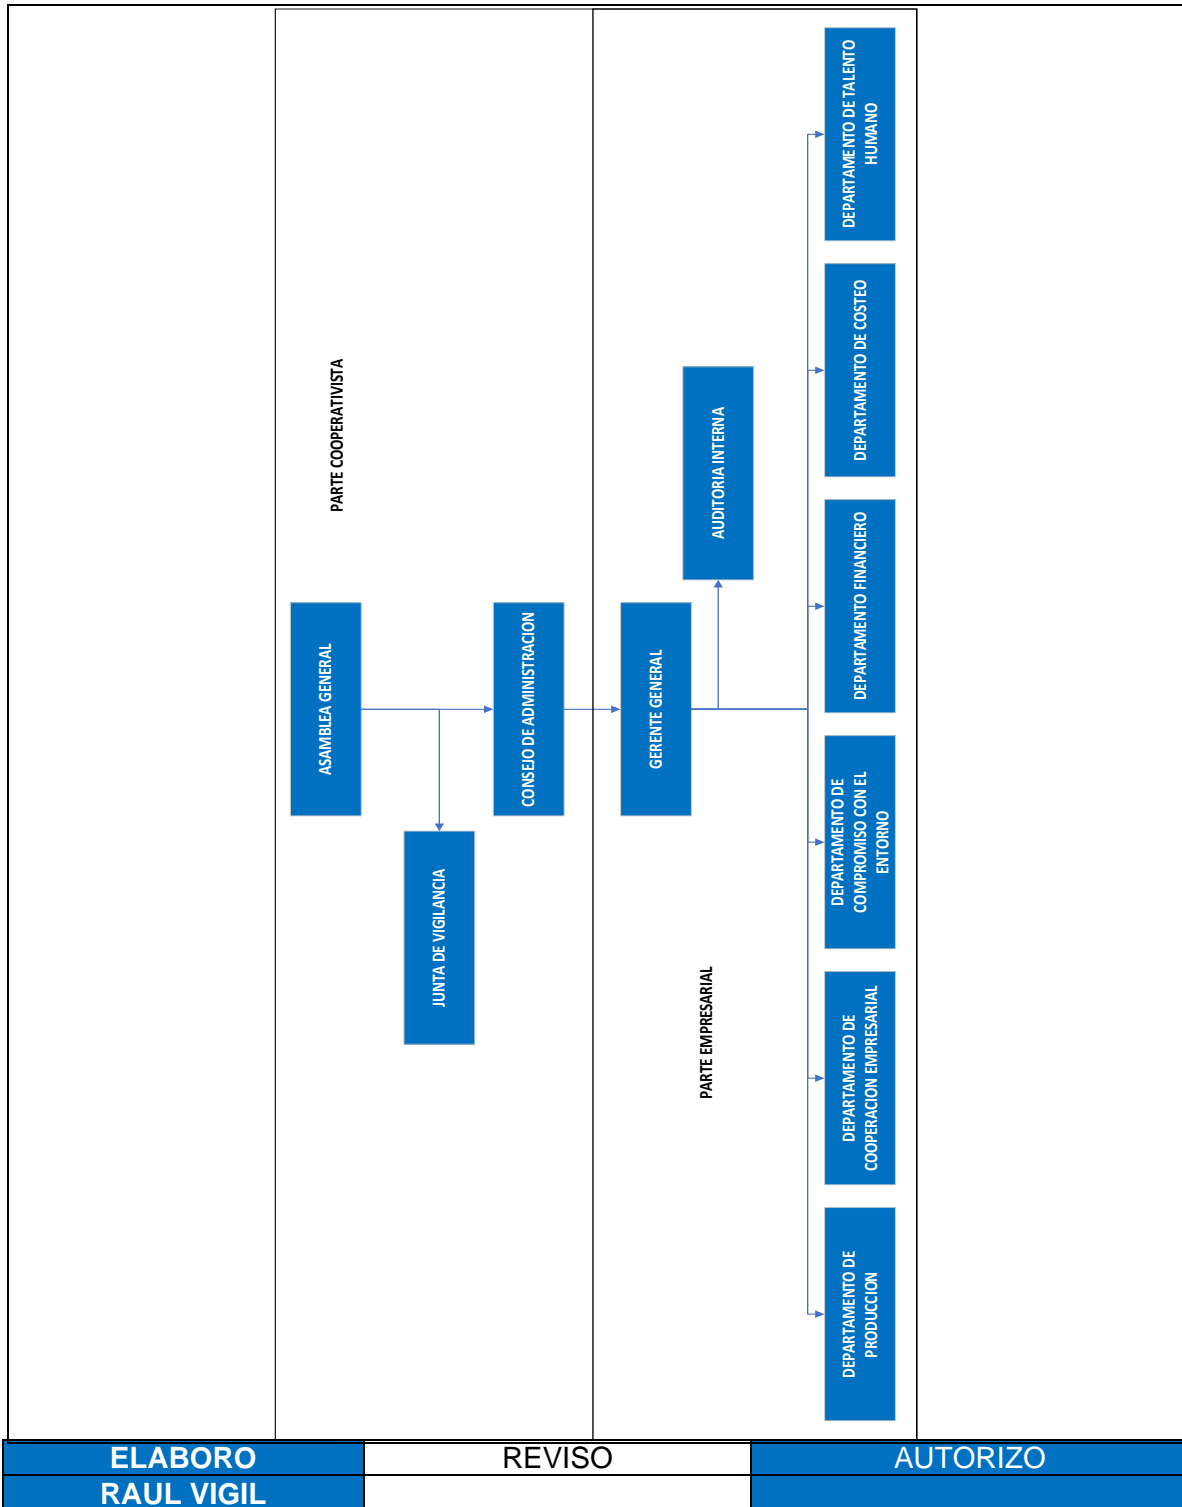 PARTE COOPERATIVISTA
ASAMBLEA GENERAL
JUNTA DE VIGILANCIA
CONSEJO DE ADMINISTRACION
GERENTE GENERAL
AUDITORIA INTERNA
PARTE EMPRESARIAL
DEPARTAMENTO DE
PRODUCCION
DEPARTAMENTO DE
COOPERACION EMPRESARIAL
DEPARTAMENTO DE
COMPROMISO CON EL
ENTORNO
DEPARTAMENTO FINANCIERO
DEPARTAMENTO DE COSTEO
DEPARTAMENTO DE TALENTO
HUMANO
ELABORO REVISO AUTORIZO
RAUL VIGIL